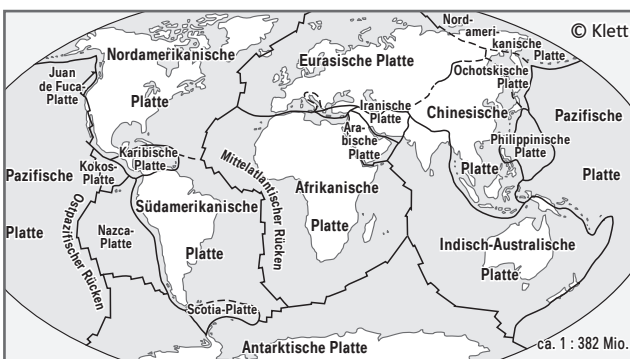 Nord-
ameri-
kanische
Platte
© Klett
Nordamerikanische
Platte
Eurasische Platte
Juan
de Fuca-
Platte
Ochotskische
Platte
Iranische
Platte
Chinesische
Platte
Pazifische
Platte
Ara-
bische
Platte
Philippinische
Platte
Karibische
Platte
Kokos-
Platte
Pazifische
Platte
Mittelatlantischer Rücken
Afrikanische
Platte
Südamerikanische
Platte
Ostpazifischer Rücken
Nazca-
Platte
Indisch-Australische
Platte
Scotia-Platte
Antarktische Platte
ca. 1 : 382 Mio.